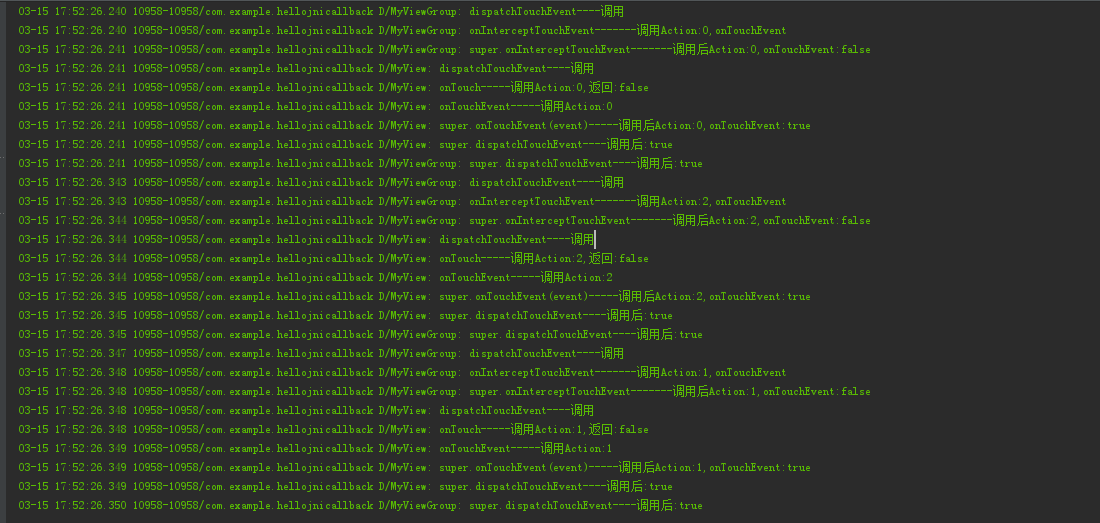 03-15 17:52:26.240 10958-10958/com.example.hellojnicallback D/MyViewGroup: dispatchTouchEvent----调用
03-15 17:52:26.240 10958-10958/com.example.hellojnicallback D/MyViewGroup: onInterceptTouchEvent-------调用Action:0,onTouchEvent
03-15 17:52:26.241 10958-10958/com.example.hellojnicallback D/MyViewGroup: super.onInterceptTouchEvent-------调用后Action:0,onTouchEvent:false
03-15 17:52:26.241 10958-10958/com.example.hellojnicallback D/MyView: dispatchTouchEvent----调用
03-15 17:52:26.241 10958-10958/com.example.hellojnicallback D/MyView: onTouch-----调用Action:0,返回:false
03-15 17:52:26.241 10958-10958/com.example.hellojnicallback D/MyView: onTouchEvent-----调用Action:0
03-15 17:52:26.241 10958-10958/com.example.hellojnicallback D/MyView: super.onTouchEvent(event)-----调用后Action:0,onTouchEvent:true
03-15 17:52:26.241 10958-10958/com.example.hellojnicallback D/MyView: super.dispatchTouchEvent----调用后:true
03-15 17:52:26.241 10958-10958/com.example.hellojnicallback D/MyViewGroup: super.dispatchTouchEvent----调用后:true
03-15 17:52:26.343 10958-10958/com.example.hellojnicallback D/MyViewGroup: dispatchTouchEvent----调用
03-15 17:52:26.343 10958-10958/com.example.hellojnicallback D/MyViewGroup: onInterceptTouchEvent-------调用Action:2,onTouchEvent
03-15 17:52:26.344 10958-10958/com.example.hellojnicallback D/MyViewGroup: super.onInterceptTouchEvent-------调用后Action:2,onTouchEvent:false
03-15 17:52:26.344 10958-10958/com.example.hellojnicallback D/MyView: dispatchTouchEvent----调用
03-15 17:52:26.344 10958-10958/com.example.hellojnicallback D/MyView: onTouch-----调用Action:2,返回:false
03-15 17:52:26.344 10958-10958/com.example.hellojnicallback D/MyView: onTouchEvent-----调用Action:2
03-15 17:52:26.345 10958-10958/com.example.hellojnicallback D/MyView: super.onTouchEvent(event)-----调用后Action:2,onTouchEvent:true
03-15 17:52:26.345 10958-10958/com.example.hellojnicallback D/MyView: super.dispatchTouchEvent----调用后:true
03-15 17:52:26.345 10958-10958/com.example.hellojnicallback D/MyViewGroup: super.dispatchTouchEvent----调用后:true
03-15 17:52:26.347 10958-10958/com.example.hellojnicallback D/MyViewGroup: dispatchTouchEvent----调用
03-15 17:52:26.348 10958-10958/com.example.hellojnicallback D/MyViewGroup: onInterceptTouchEvent-------调用Action:1,onTouchEvent
03-15 17:52:26.348 10958-10958/com.example.hellojnicallback D/MyViewGroup: super.onInterceptTouchEvent-------调用后Action:1,onTouchEvent:false
03-15 17:52:26.348 10958-10958/com.example.hellojnicallback D/MyView: dispatchTouchEvent----调用
03-15 17:52:26.348 10958-10958/com.example.hellojnicallback D/MyView: onTouch-----调用Action:1,返回:false
03-15 17:52:26.349 10958-10958/com.example.hellojnicallback D/MyView: onTouchEvent-----调用Action:1
03-15 17:52:26.349 10958-10958/com.example.hellojnicallback D/MyView: super.onTouchEvent(event)-----调用后Action:1,onTouchEvent:true
03-15 17:52:26.349 10958-10958/com.example.hellojnicallback D/MyView: super.dispatchTouchEvent----调用后:true
03-15 17:52:26.350 10958-10958/com.example.hellojnicallback D/MyViewGroup: super.dispatchTouchEvent----调用后:true